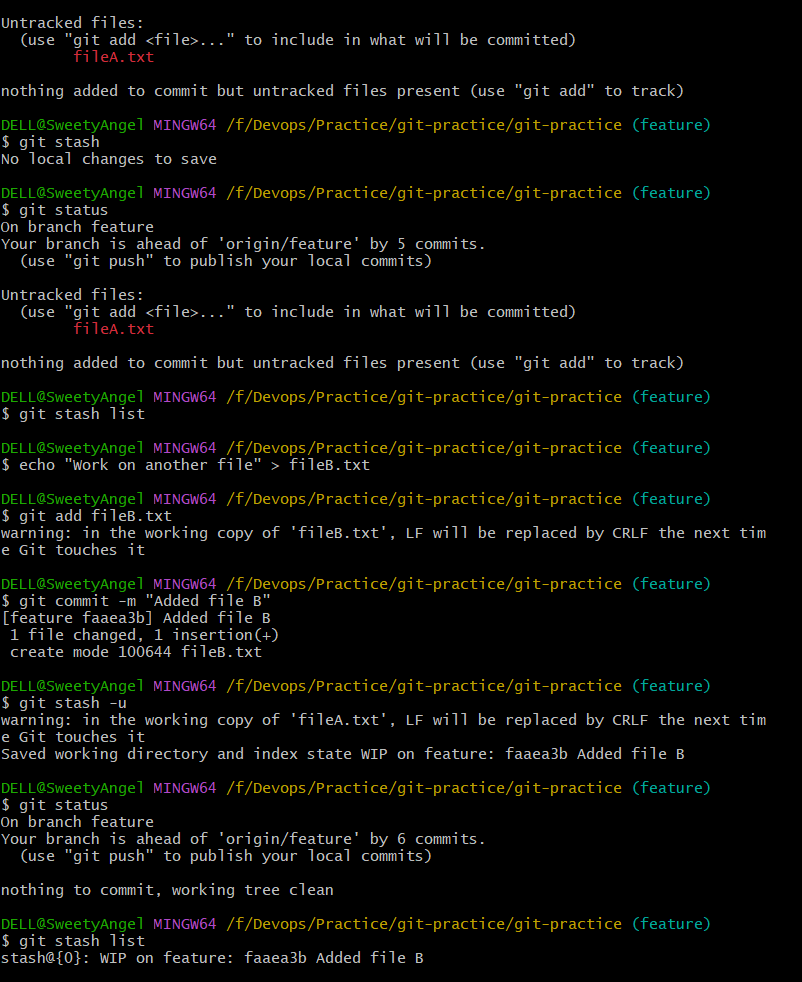 Untracked files:
  (use "git add <file>..." to include in what will be committed)
        fileA.txt

nothing added to commit but untracked files present (use "git add" to track)

DELL@SweetyAngel MINGW64 /f/Devops/Practice/git-practice/git-practice (feature)
$ git stash
No local changes to save

DELL@SweetyAngel MINGW64 /f/Devops/Practice/git-practice/git-practice (feature)
$ git status
On branch feature
Your branch is ahead of 'origin/feature' by 5 commits.
  (use "git push" to publish your local commits)

Untracked files:
  (use "git add <file>..." to include in what will be committed)
        fileA.txt

nothing added to commit but untracked files present (use "git add" to track)

DELL@SweetyAngel MINGW64 /f/Devops/Practice/git-practice/git-practice (feature)
$ git stash list

DELL@SweetyAngel MINGW64 /f/Devops/Practice/git-practice/git-practice (feature)
$ echo "Work on another file" > fileB.txt

DELL@SweetyAngel MINGW64 /f/Devops/Practice/git-practice/git-practice (feature)
$ git add fileB.txt
warning: in the working copy of 'fileB.txt', LF will be replaced by CRLF the next tim
e Git touches it

DELL@SweetyAngel MINGW64 /f/Devops/Practice/git-practice/git-practice (feature)
$ git commit -m "Added file B"
[feature faaea3b] Added file B
 1 file changed, 1 insertion(+)
 create mode 100644 fileB.txt

DELL@SweetyAngel MINGW64 /f/Devops/Practice/git-practice/git-practice (feature)
$ git stash -u
warning: in the working copy of 'fileA.txt', LF will be replaced by CRLF the next tim
e Git touches it
Saved working directory and index state WIP on feature: faaea3b Added file B

DELL@SweetyAngel MINGW64 /f/Devops/Practice/git-practice/git-practice (feature)
$ git status
On branch feature
Your branch is ahead of 'origin/feature' by 6 commits.
  (use "git push" to publish your local commits)

nothing to commit, working tree clean

DELL@SweetyAngel MINGW64 /f/Devops/Practice/git-practice/git-practice (feature)
$ git stash list
stash@{0}: WIP on feature: faaea3b Added file B